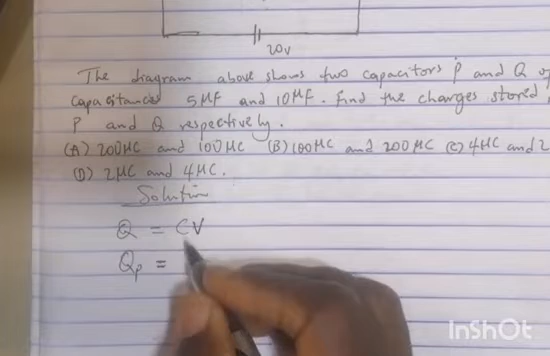 20v
The diagram above shows two capacitors P and Q of
Capacitances 5μF and 10μF. Find the charges stored
P and Q respectively.
(A) 200μC and 100μC (B) 100μC and 200μC (C) 4μC and 2
(D) 2μC and 4μC.
Solution
Q = CV
Qp =
InShOt